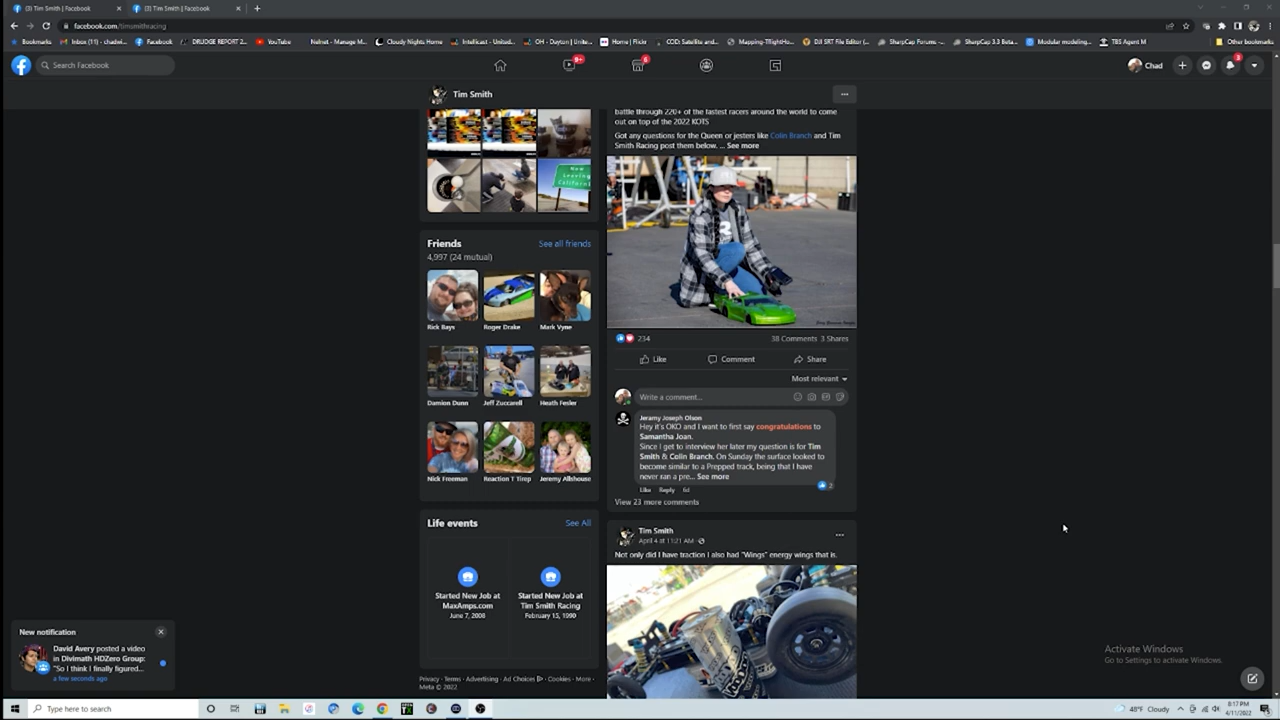 (3) Tim Smith | Facebook
(3) Tim Smith | Facebook
facebook.com/timsmithracing
Bookmarks
Inbox (11) - chadwi...
Facebook
DRUDGE REPORT 2...
YouTube
Nelnet - Manage M...
Cloudy Nights Home
Intellicast - United...
OH - Dayton | Unite...
Home | Flickr
COD: Satellite and...
Mapping-TRightHo...
DJI SRT File Editor (...
SharpCap Forums -...
SharpCap 3.3 Beta...
Modular modeling...
TBS Agent M
Other bookmarks
Search Facebook
9+
6
Chad
3
Tim Smith
battle through 220+ of the fastest racers around the world to come
out on top of the 2022 KOTS
Got any questions for the Queen or jesters like Colin Branch and Tim
Smith Racing post them below. ... See more
Now
Leaving
California
Friends
See all friends
4,997 (24 mutual)
Rick Bays
Roger Drake
Mark Vyne
Damion Dunn
Jeff Zuccarell
Heath Fesler
Nick Freeman
Reaction T Tirep
Jeremy Allshouse
234
38 Comments 3 Shares
Like
Comment
Share
Most relevant
Write a comment...
Jeramy Joseph Olson
Hey it's OKO and I want to first say congratulations to
Samantha Joan.
Since I get to interview her later my question is for Tim
Smith & Colin Branch. On Sunday the surface looked to
become similar to a Prepped track, being that I have
never ran a pre... See more
2
Like Reply 6d
View 23 more comments
Life events
See All
Started New Job at
MaxAmps.com
June 7, 2008
Started New Job at
Tim Smith Racing
February 15, 1990
Tim Smith
April 4 at 11:21 AM
Not only did I have traction I also had "Wings" energy wings that is.
New notification
David Avery posted a video
in Divimath HDZero Group:
"So I think I finally figured...
a few seconds ago
Privacy · Terms · Advertising · Ad Choices · Cookies · More ·
Meta © 2022
Activate Windows
Go to Settings to activate Windows.
Type here to search
48°F Cloudy
8:17 PM
4/11/2022